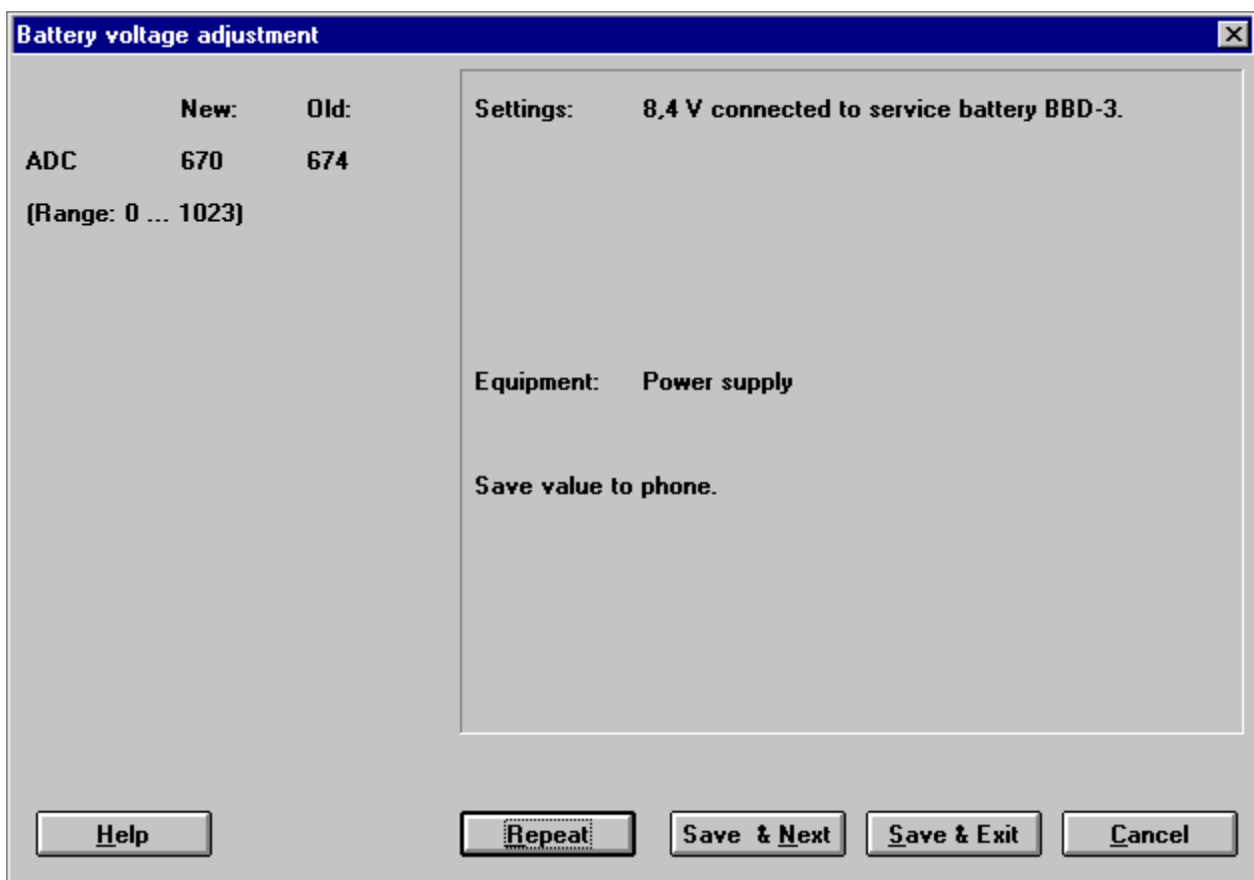 Battery voltage adjustment
New: Old:
ADC 670 674
(Range: 0 ... 1023)
Settings: 8,4 V connected to service battery BBD-3.
Equipment: Power supply
Save value to phone.
Help Repeat Save & Next Save & Exit Cancel